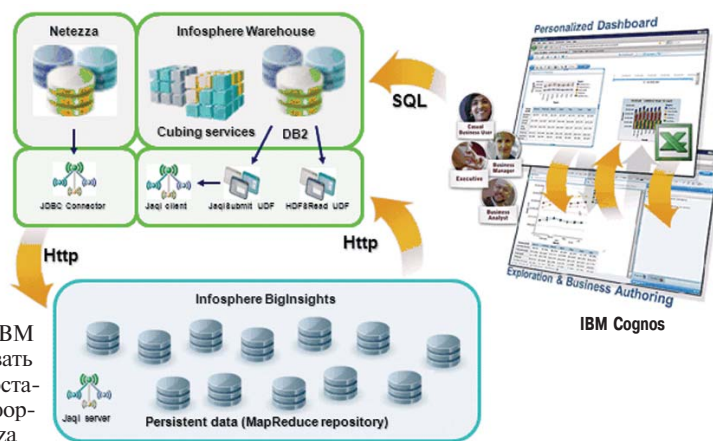 Netezza
Infosphere Warehouse
Cubing services
DB2
JDBC Connector
Jaql client
JaqlSubmit UDF
HDFSRead UDF
Http
Http
SQL
Infosphere BigInsights
Jaql server
Persistent data (MapReduce repository)
Personalized Dashboard
Casual
Business User
Business
Manager
Executive
Business
Analyst
Exploration & Business Authoring
IBM Cognos
BM
вать
оста-
фор-
za